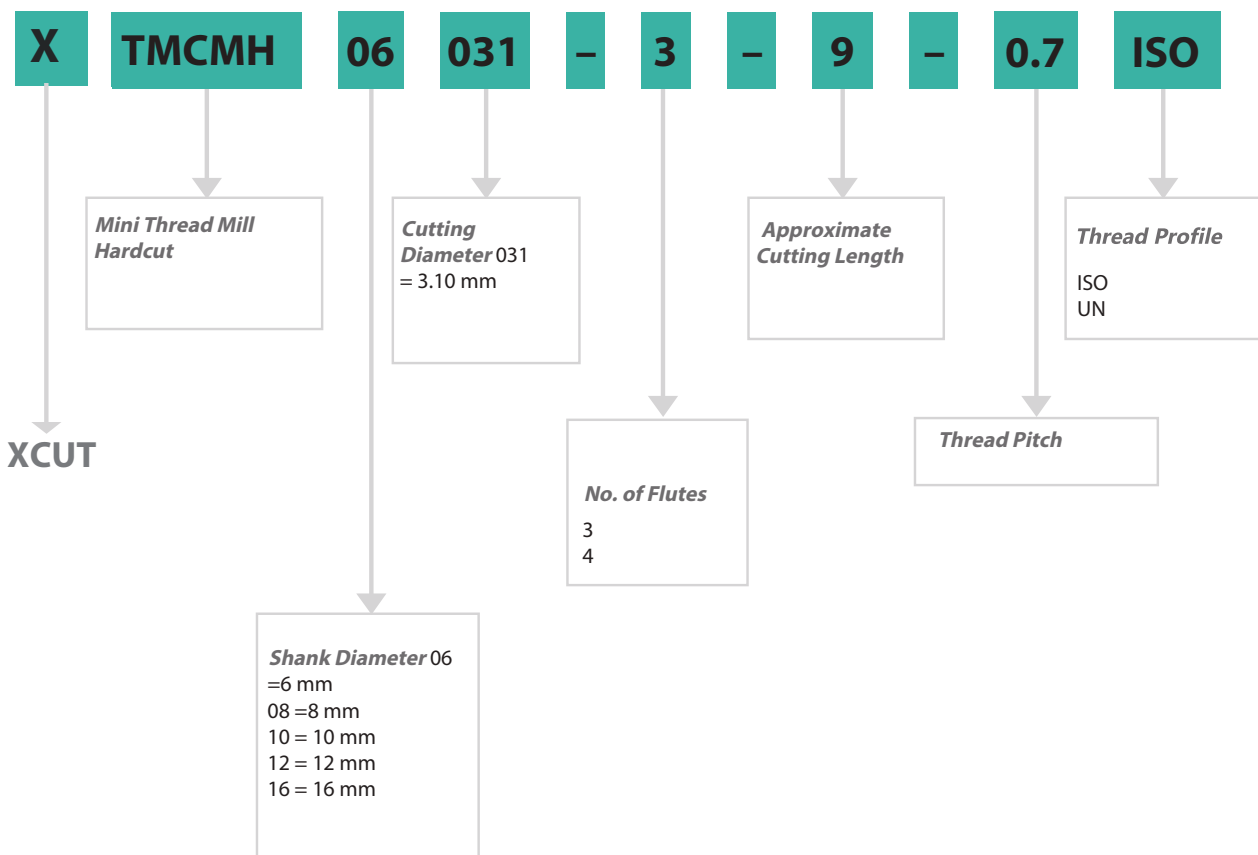 X TMCMH 06 031 – 3 – 9 – 0.7 ISO
Mini Thread Mill
Hardcut
Cutting
Diameter 031
= 3.10 mm
Approximate
Cutting Length
Thread Profile
ISO
UN
XCUT
No. of Flutes
3
4
Thread Pitch
Shank Diameter 06
=6 mm
08 =8 mm
10 = 10 mm
12 = 12 mm
16 = 16 mm